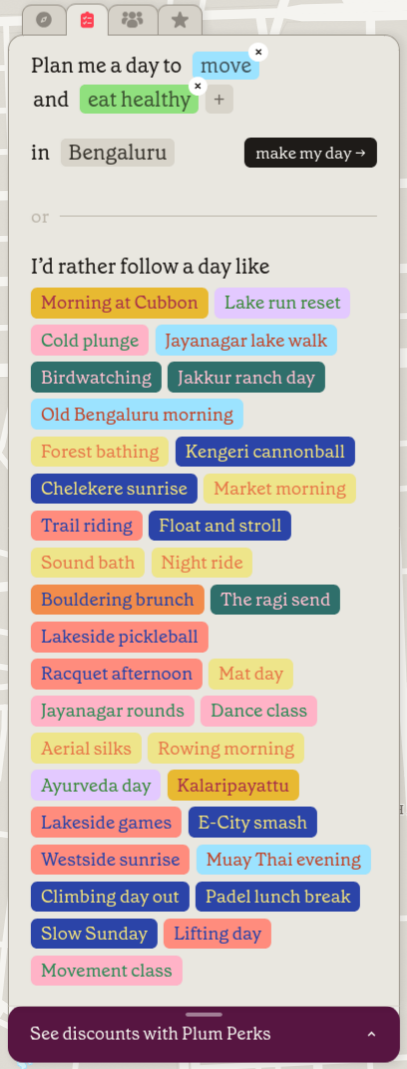 Plan me a day to move
and eat healthy +
in Bengaluru make my day →
or
I’d rather follow a day like
Morning at Cubbon Lake run reset
Cold plunge Jayanagar lake walk
Birdwatching Jakkur ranch day
Old Bengaluru morning
Forest bathing Kengeri cannonball
Chelekere sunrise Market morning
Trail riding Float and stroll
Sound bath Night ride
Bouldering brunch The ragi send
Lakeside pickleball
Racquet afternoon Mat day
Jayanagar rounds Dance class
Aerial silks Rowing morning
Ayurveda day Kalaripayattu
Lakeside games E-City smash
Westside sunrise Muay Thai evening
Climbing day out Padel lunch break
Slow Sunday Lifting day
Movement class
See discounts with Plum Perks